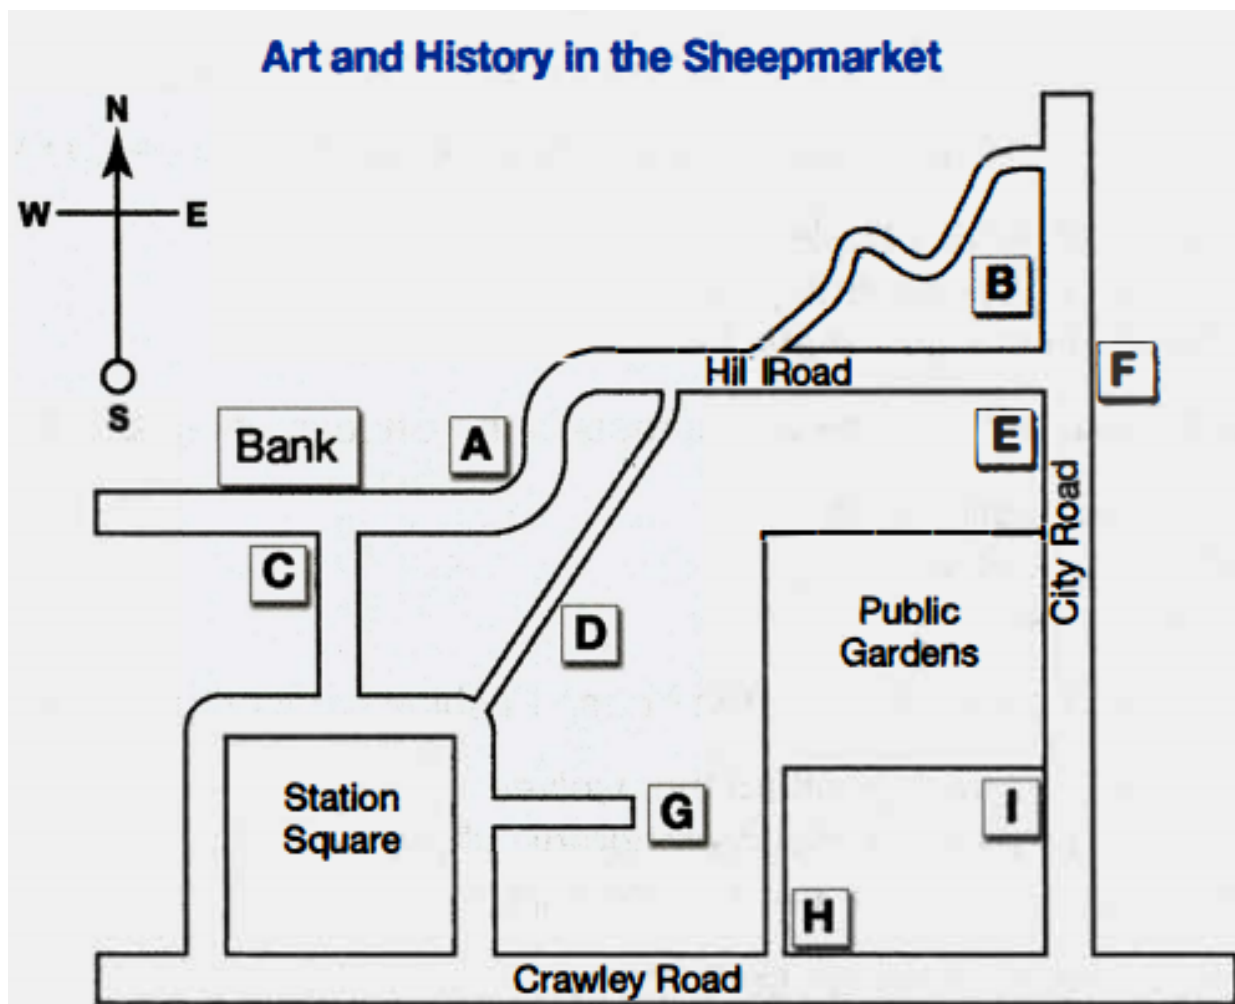 Art and History in the Sheepmarket
N
W E
S
B
Hil lRoad
F
Bank
A
E
City Road
C
D
Public
Gardens
Station
Square
G
I
H
Crawley Road